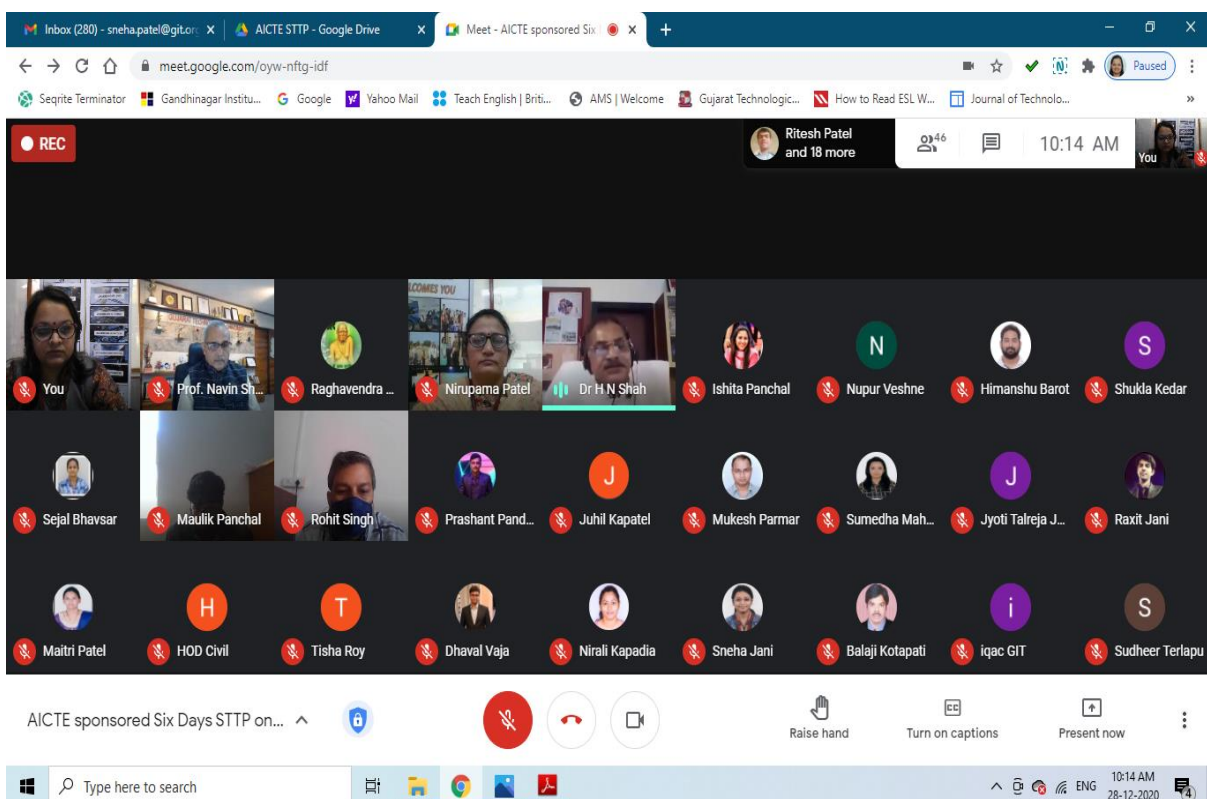 Inbox (280) - sneha.patel@git.or
AICTE STTP - Google Drive
Meet - AICTE sponsored Six
meet.google.com/oyw-nftg-idf
Paused
Seqrite Terminator
Gandhinagar Institu...
Google
Yahoo Mail
Teach English | Briti...
AMS | Welcome
Gujarat Technologic...
How to Read ESL W...
Journal of Technolo...
REC
Ritesh Patel
and 18 more
46
10:14 AM
You
COMES YOU
You
Prof. Navin Sh...
Raghavendra ...
Nirupama Patel
Dr H N Shah
Ishita Panchal
N
Nupur Veshne
Himanshu Barot
S
Shukla Kedar
Sejal Bhavsar
Maulik Panchal
Rohit Singh
Prashant Pand...
J
Juhil Kapatel
Mukesh Parmar
Sumedha Mah...
J
Jyoti Talreja J...
Raxit Jani
Maitri Patel
H
HOD Civil
T
Tisha Roy
Dhaval Vaja
Nirali Kapadia
Sneha Jani
Balaji Kotapati
i
iqac GIT
S
Sudheer Terlapu
AICTE sponsored Six Days STTP on...
Raise hand
Turn on captions
Present now
Type here to search
ENG
10:14 AM
28-12-2020
4